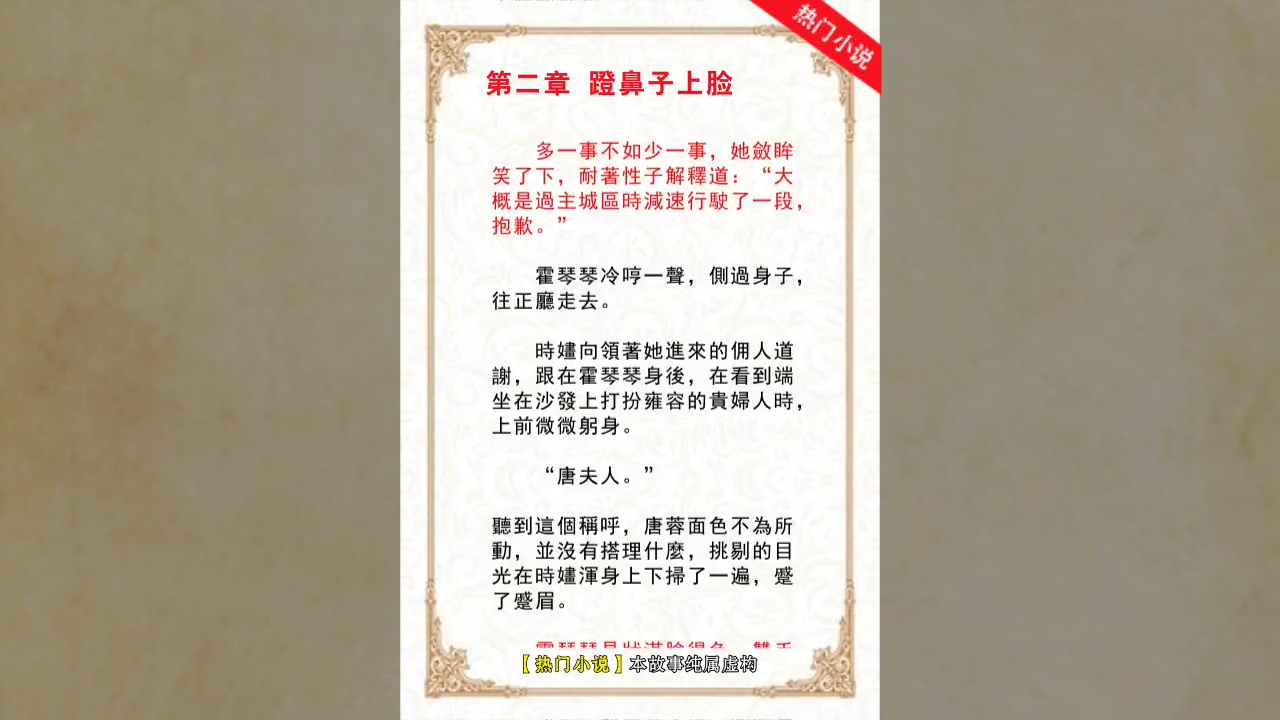 热门小说
第二章 蹬鼻子上脸
多一事不如少一事，她斂眸
笑了下，耐著性子解釋道：“大
概是過主城區時減速行駛了一段，
抱歉。”
霍琴琴冷哼一聲，側過身子，
往正廳走去。
時嫿向領著她進來的佣人道
謝，跟在霍琴琴身後，在看到端
坐在沙發上打扮雍容的貴婦人時，
上前微微躬身。
“唐夫人。”
聽到這個稱呼，唐蓉面色不為所
動，並沒有搭理什麼，挑剔的目
光在時嫿渾身上下掃了一遍，蹙
了蹙眉。
【热门小说】本故事纯属虚构